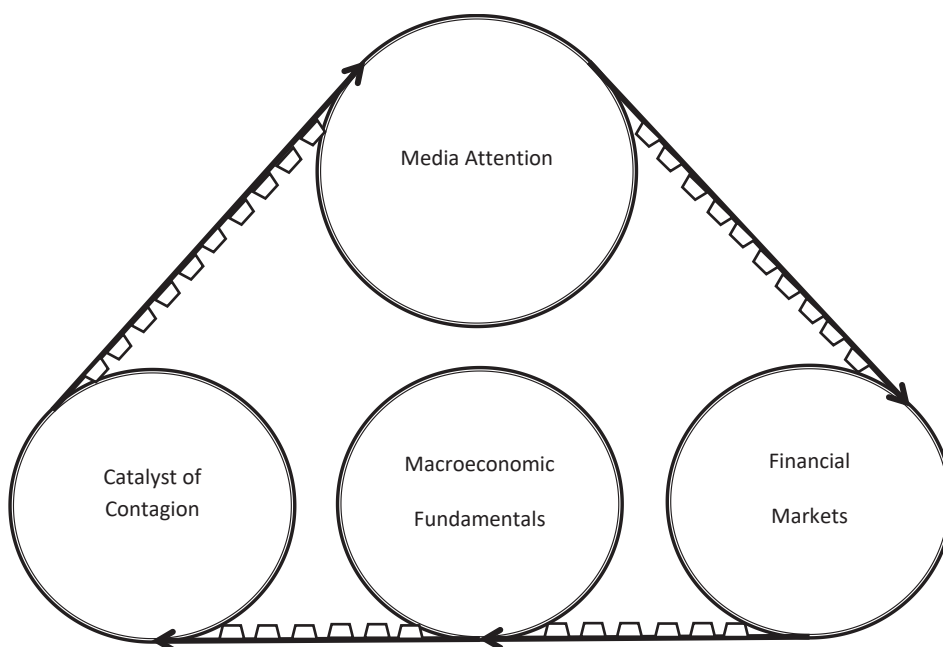 Media Attention
Catalyst of
Contagion
Macroeconomic
Fundamentals
Financial
Markets